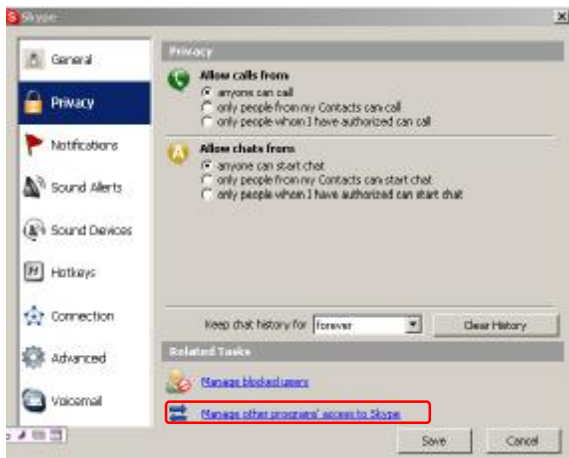 Skype
General
Privacy
Notifications
Sound Alerts
Sound Devices
Hotkeys
Connection
Advanced
Voicemail
Privacy
Allow calls from
anyone can call
only people from my Contacts can call
only people whom I have authorized can call
Allow chats from
anyone can start chat
only people from my Contacts can start chat
only people whom I have authorized can start chat
Keep chat history for forever Clear History
Related Tasks
Manage blocked users
Manage other programs' access to Skype
Save Cancel